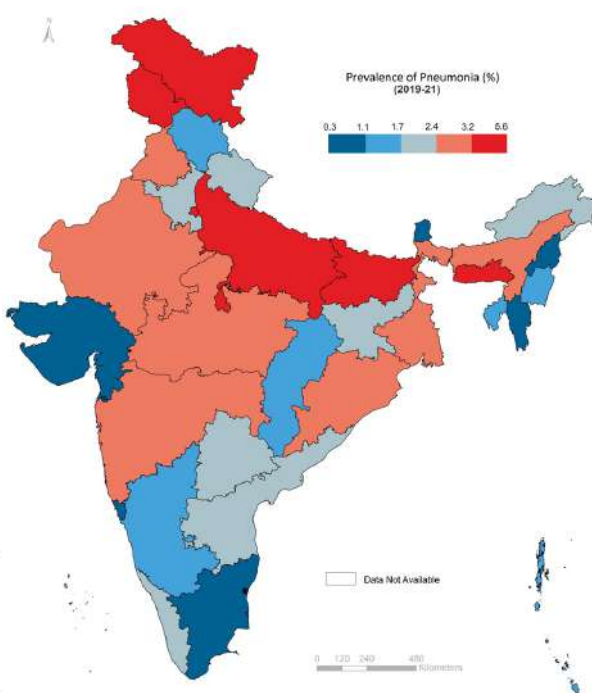 N
Prevalence of Pneumonia (%)
(2019-21)
0.3 1.1 1.7 2.4 3.2 5.6
Data Not Available
0 120 240 480
Kilometers